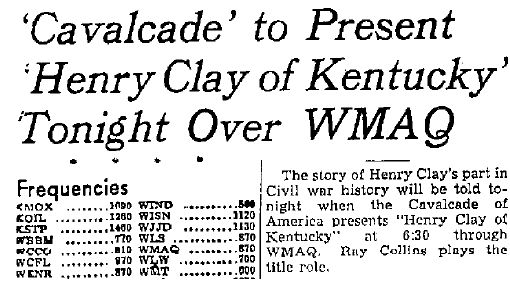 'Cavalcade' to Present
'Henry Clay of Kentucky'
Tonight Over WMAQ
Frequencies
KMOX ........1090 WIND .........560
KOIL ........1260 WISN ........1120
KSTP ........1460 WJJD ........1130
WBBM .........770 WLS ..........870
WCCO .........810 WMAQ .........670
WCFL .........970 WLW ..........700
WENR .........870 WMT ..........600
The story of Henry Clay's part in
Civil war history will be told to-
night when the Cavalcade of
America presents "Henry Clay of
Kentucky" at 6:30 through
WMAQ. Ray Collins plays the
title role.